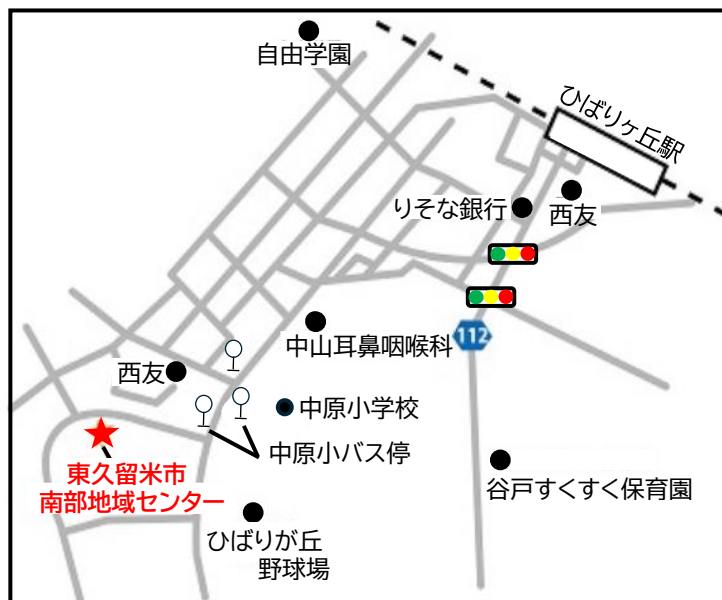 自由学園
ひばりヶ丘駅
りそな銀行
西友
112
中山耳鼻咽喉科
西友
中原小学校
中原小バス停
東久留米市
南部地域センター
谷戸すくすく保育園
ひばりが丘
野球場